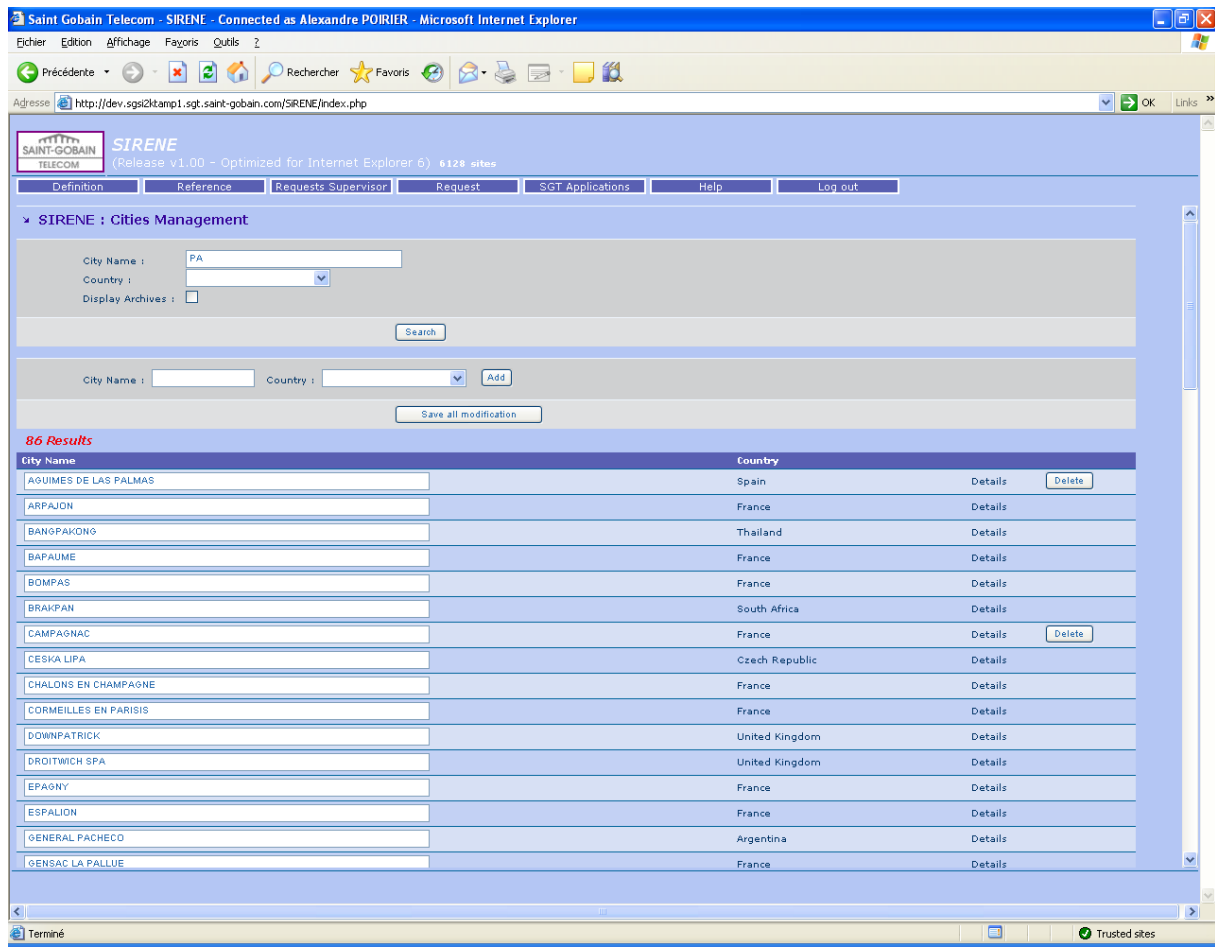 Saint Gobain Telecom - SIRENE - Connected as Alexandre POIRIER - Microsoft Internet Explorer
Fichier Edition Affichage Favoris Outils ?
Précédente Rechercher Favoris
Adresse http://dev.sgsi2ktamp1.sgt.saint-gobain.com/SiRENE/index.php OK Links »
SAINT-GOBAIN
TELECOM
SIRENE
(Release v1.00 - Optimized for Internet Explorer 6) 6128 sites
Definition Reference Requests Supervisor Request SGT Applications Help Log out
SIRENE : Cities Management
City Name : PA
Country :
Display Archives :
Search
City Name : Country : Add
Save all modification
86 Results
City Name Country
AGUIMES DE LAS PALMAS Spain Details Delete
ARPAJON France Details
BANGPAKONG Thailand Details
BAPAUME France Details
BOMPAS France Details
BRAKPAN South Africa Details
CAMPAGNAC France Details Delete
CESKA LIPA Czech Republic Details
CHALONS EN CHAMPAGNE France Details
CORMEILLES EN PARISIS France Details
DOWNPATRICK United Kingdom Details
DROITWICH SPA United Kingdom Details
EPAGNY France Details
ESPALION France Details
GENERAL PACHECO Argentina Details
GENSAC LA PALLUE France Details
Terminé Trusted sites